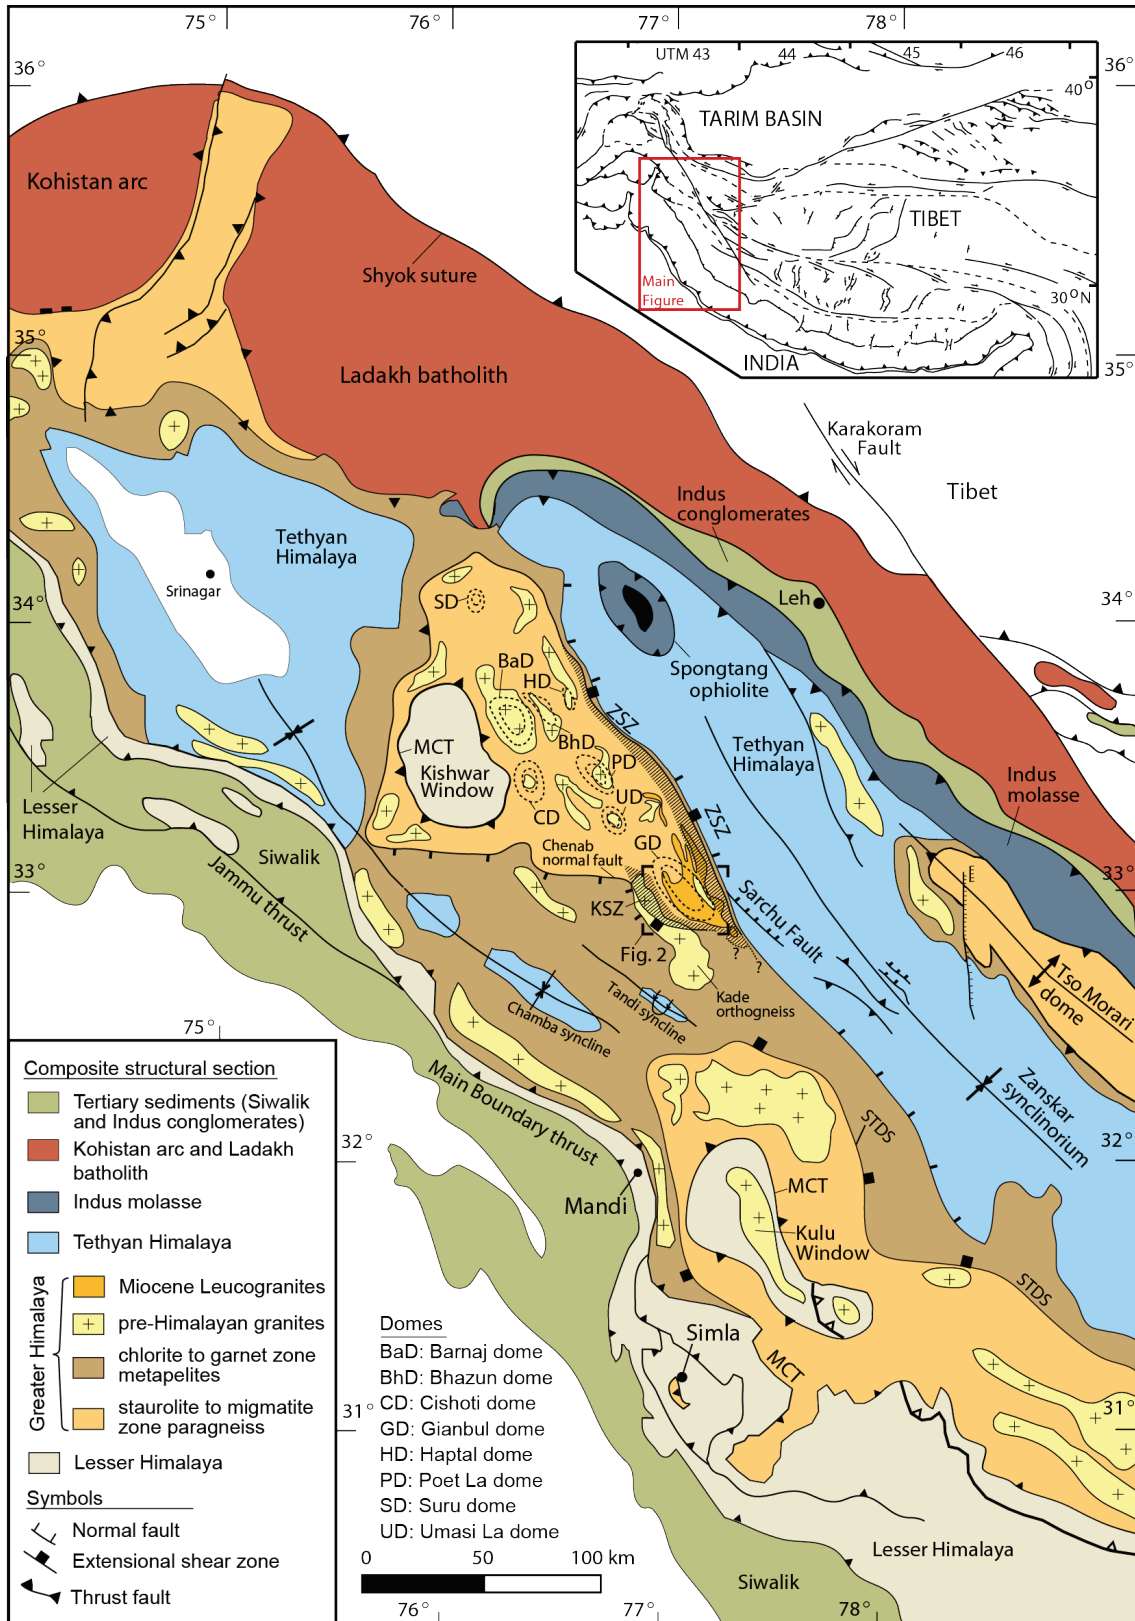 75°
76°
77°
78°
36°
UTM 43
44
45
46
36°
40°
TARIM BASIN
TIBET
Main
Figure
30°N
INDIA
35°
Kohistan arc
Shyok suture
35°
Ladakh batholith
Karakoram
Fault
Tibet
Indus
conglomerates
Tethyan
Himalaya
Srinagar
34°
34°
Leh
SD
BaD
HD
Spongtang
ophiolite
ZSZ
MCT
Kishwar
Window
BhD
PD
Tethyan
Himalaya
Indus
molasse
Lesser
Himalaya
UD
ZSZ
CD
Siwalik
GD
Chenab
normal fault
33°
33°
Jammu thrust
KSZ
Sarchu Fault
Fig. 2
?
?
Kade
orthogneiss
Tso Morari
dome
Tandi syncline
Chamba syncline
75°
Main Boundary thrust
Zanskar
synclinorium
STDS
32°
32°
MCT
Mandi
Kulu
Window
STDS
Simla
MCT
31°
31°
Lesser Himalaya
Siwalik
Composite structural section
Tertiary sediments (Siwalik
and Indus conglomerates)
Kohistan arc and Ladakh
batholith
Indus molasse
Tethyan Himalaya
Greater Himalaya
Miocene Leucogranites
pre-Himalayan granites
chlorite to garnet zone
metapelites
staurolite to migmatite
zone paragneiss
Lesser Himalaya
Symbols
Normal fault
Extensional shear zone
Thrust fault
Domes
BaD: Barnaj dome
BhD: Bhazun dome
CD: Cishoti dome
GD: Gianbul dome
HD: Haptal dome
PD: Poet La dome
SD: Suru dome
UD: Umasi La dome
0
50
100 km
76°
77°
78°